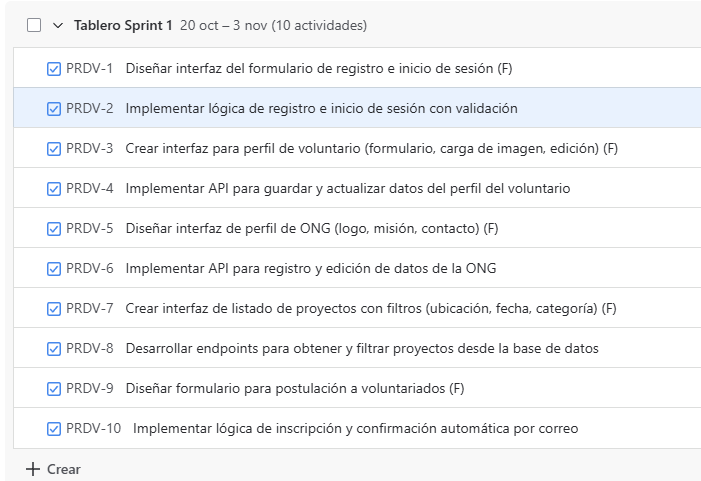 Tablero Sprint 1 20 oct – 3 nov (10 actividades)
PRDV-1 Diseñar interfaz del formulario de registro e inicio de sesión (F)
PRDV-2 Implementar lógica de registro e inicio de sesión con validación
PRDV-3 Crear interfaz para perfil de voluntario (formulario, carga de imagen, edición) (F)
PRDV-4 Implementar API para guardar y actualizar datos del perfil del voluntario
PRDV-5 Diseñar interfaz de perfil de ONG (logo, misión, contacto) (F)
PRDV-6 Implementar API para registro y edición de datos de la ONG
PRDV-7 Crear interfaz de listado de proyectos con filtros (ubicación, fecha, categoría) (F)
PRDV-8 Desarrollar endpoints para obtener y filtrar proyectos desde la base de datos
PRDV-9 Diseñar formulario para postulación a voluntariados (F)
PRDV-10 Implementar lógica de inscripción y confirmación automática por correo
+ Crear